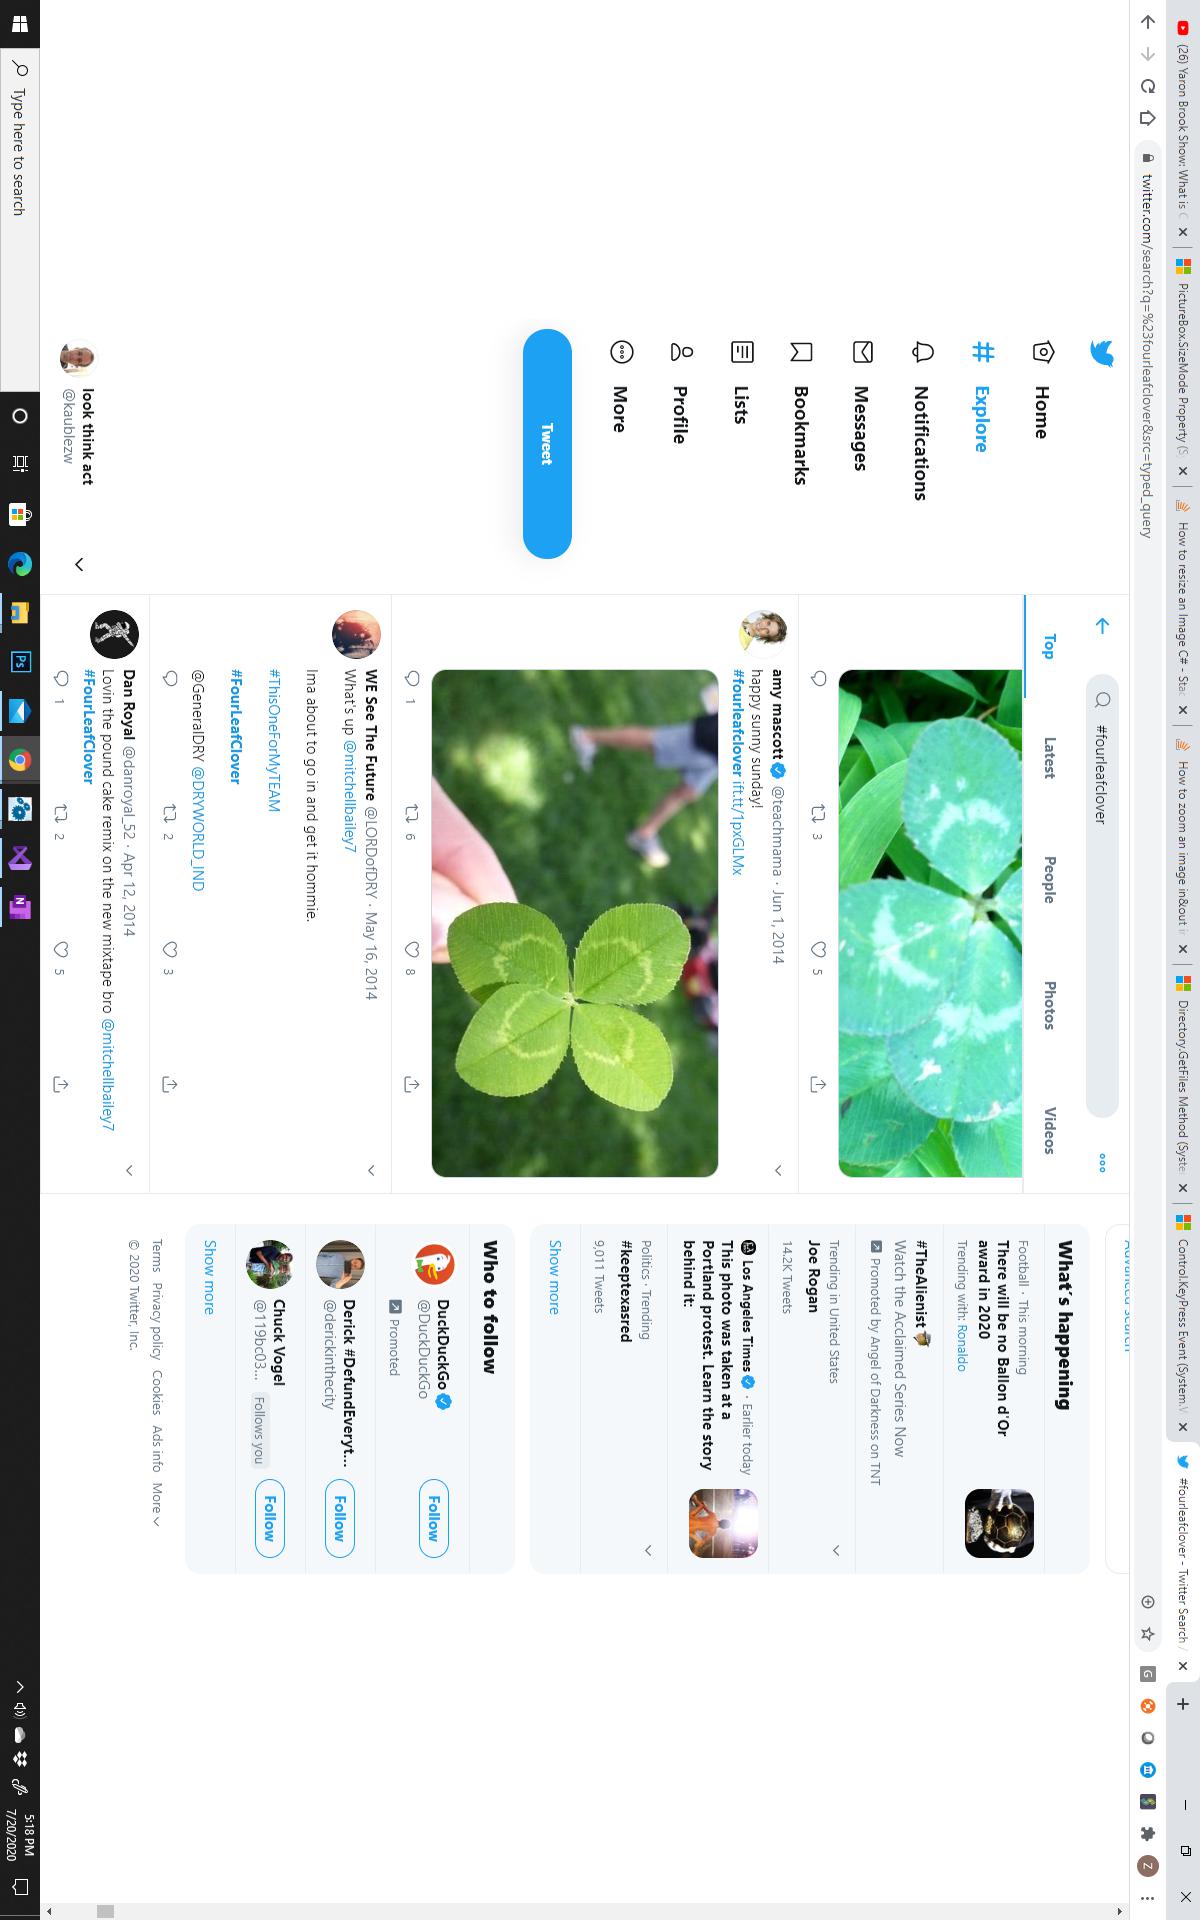 (26) Yaron Brook Show: What is C
PictureBox.SizeMode Property (S
How to resize an Image C# - Stac
How to zoom an image in&out i
Directory.GetFiles Method (Syste
Control.KeyPress Event (System.V
#fourleafclover - Twitter Search /
twitter.com/search?q=%23fourleafclover&src=typed_query
G
Z
Home
Explore
Notifications
Messages
Bookmarks
Lists
Profile
More
Tweet
look think act
@kaublezw
#fourleafclover
Top Latest People Photos Videos
3 5
amy mascott @teachmama · Jun 1, 2014
happy sunny sunday!
#fourleafclover ift.tt/1pxGLMx
1 6 8
WE See The Future @LORDofDRY · May 16, 2014
What's up @mitchellbailey7
Ima about to go in and get it hommie.
#ThisOneForMyTEAM
#FourLeafClover
@GeneralDRY @DRYWORLD_IND
2 3
Dan Royal @danroyal_52 · Apr 12, 2014
Lovin the pound cake remix on the new mixtape bro @mitchellbailey7
#FourLeafClover
1 2 5
Advanced search
What's happening
Football · This morning
There will be no Ballon d'Or
award in 2020
Trending with: Ronaldo
#TheAlienist
Watch the Acclaimed Series Now
Promoted by Angel of Darkness on TNT
Trending in United States
Joe Rogan
14.2K Tweets
Los Angeles Times · Earlier today
This photo was taken at a
Portland protest. Learn the story
behind it:
Politics · Trending
#keeptexasred
9,011 Tweets
Show more
Who to follow
DuckDuckGo
@DuckDuckGo
Follow
Promoted
Derick #DefundEveryt...
@derickinthecity
Follow
Chuck Vogel
@119bc03... Follows you
Follow
Show more
Terms Privacy policy Cookies Ads info More
© 2020 Twitter, Inc.
Type here to search
Ps
N
5:18 PM
7/20/2020